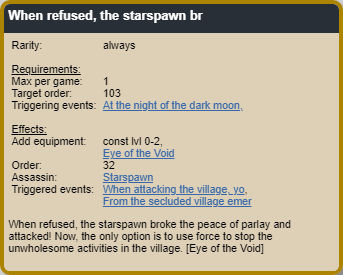 When refused, the starspawn br
Rarity: always
Requirements:
Max per game: 1
Target order: 103
Triggering events: At the night of the dark moon,
Effects:
Add equipment: const lvl 0-2,
Eye of the Void
Order: 32
Assassin: Starspawn
Triggered events: When attacking the village, yo,
From the secluded village emer
When refused, the starspawn broke the peace of parlay and
attacked! Now, the only option is to use force to stop the
unwholesome activities in the village. [Eye of the Void]